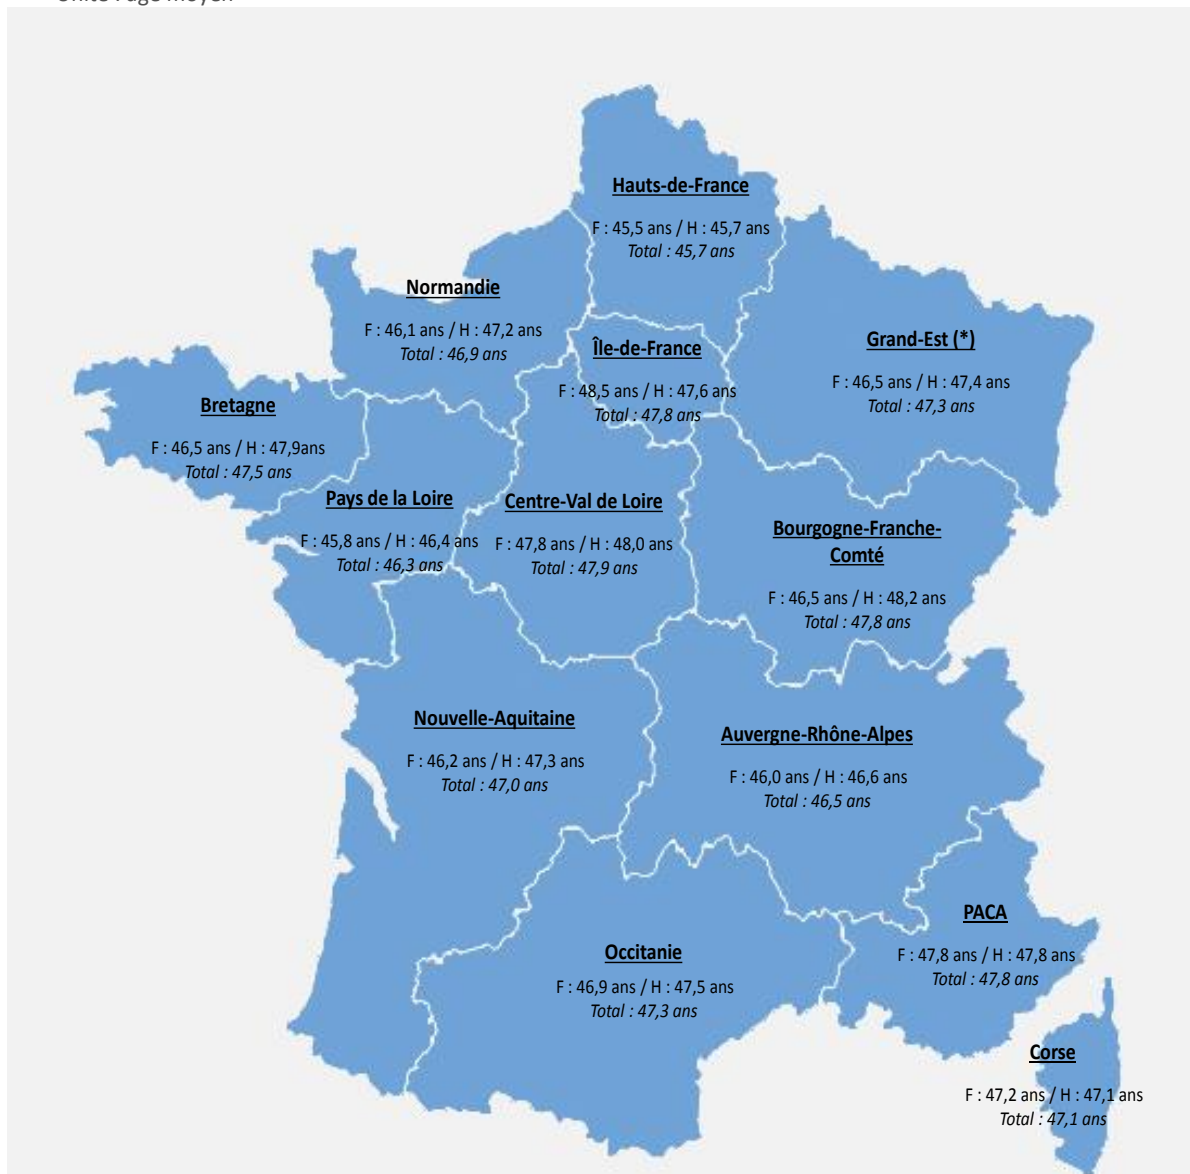 Unité : âge moyen
Hauts-de-France
F : 45,5 ans / H : 45,7 ans
Total : 45,7 ans
Normandie
F : 46,1 ans / H : 47,2 ans
Total : 46,9 ans
Île-de-France
F : 48,5 ans / H : 47,6 ans
Total : 47,8 ans
Grand-Est (*)
F : 46,5 ans / H : 47,4 ans
Total : 47,3 ans
Bretagne
F : 46,5 ans / H : 47,9ans
Total : 47,5 ans
Pays de la Loire
F : 45,8 ans / H : 46,4 ans
Total : 46,3 ans
Centre-Val de Loire
F : 47,8 ans / H : 48,0 ans
Total : 47,9 ans
Bourgogne-Franche-
Comté
F : 46,5 ans / H : 48,2 ans
Total : 47,8 ans
Nouvelle-Aquitaine
F : 46,2 ans / H : 47,3 ans
Total : 47,0 ans
Auvergne-Rhône-Alpes
F : 46,0 ans / H : 46,6 ans
Total : 46,5 ans
PACA
F : 47,8 ans / H : 47,8 ans
Total : 47,8 ans
Occitanie
F : 46,9 ans / H : 47,5 ans
Total : 47,3 ans
Corse
F : 47,2 ans / H : 47,1 ans
Total : 47,1 ans